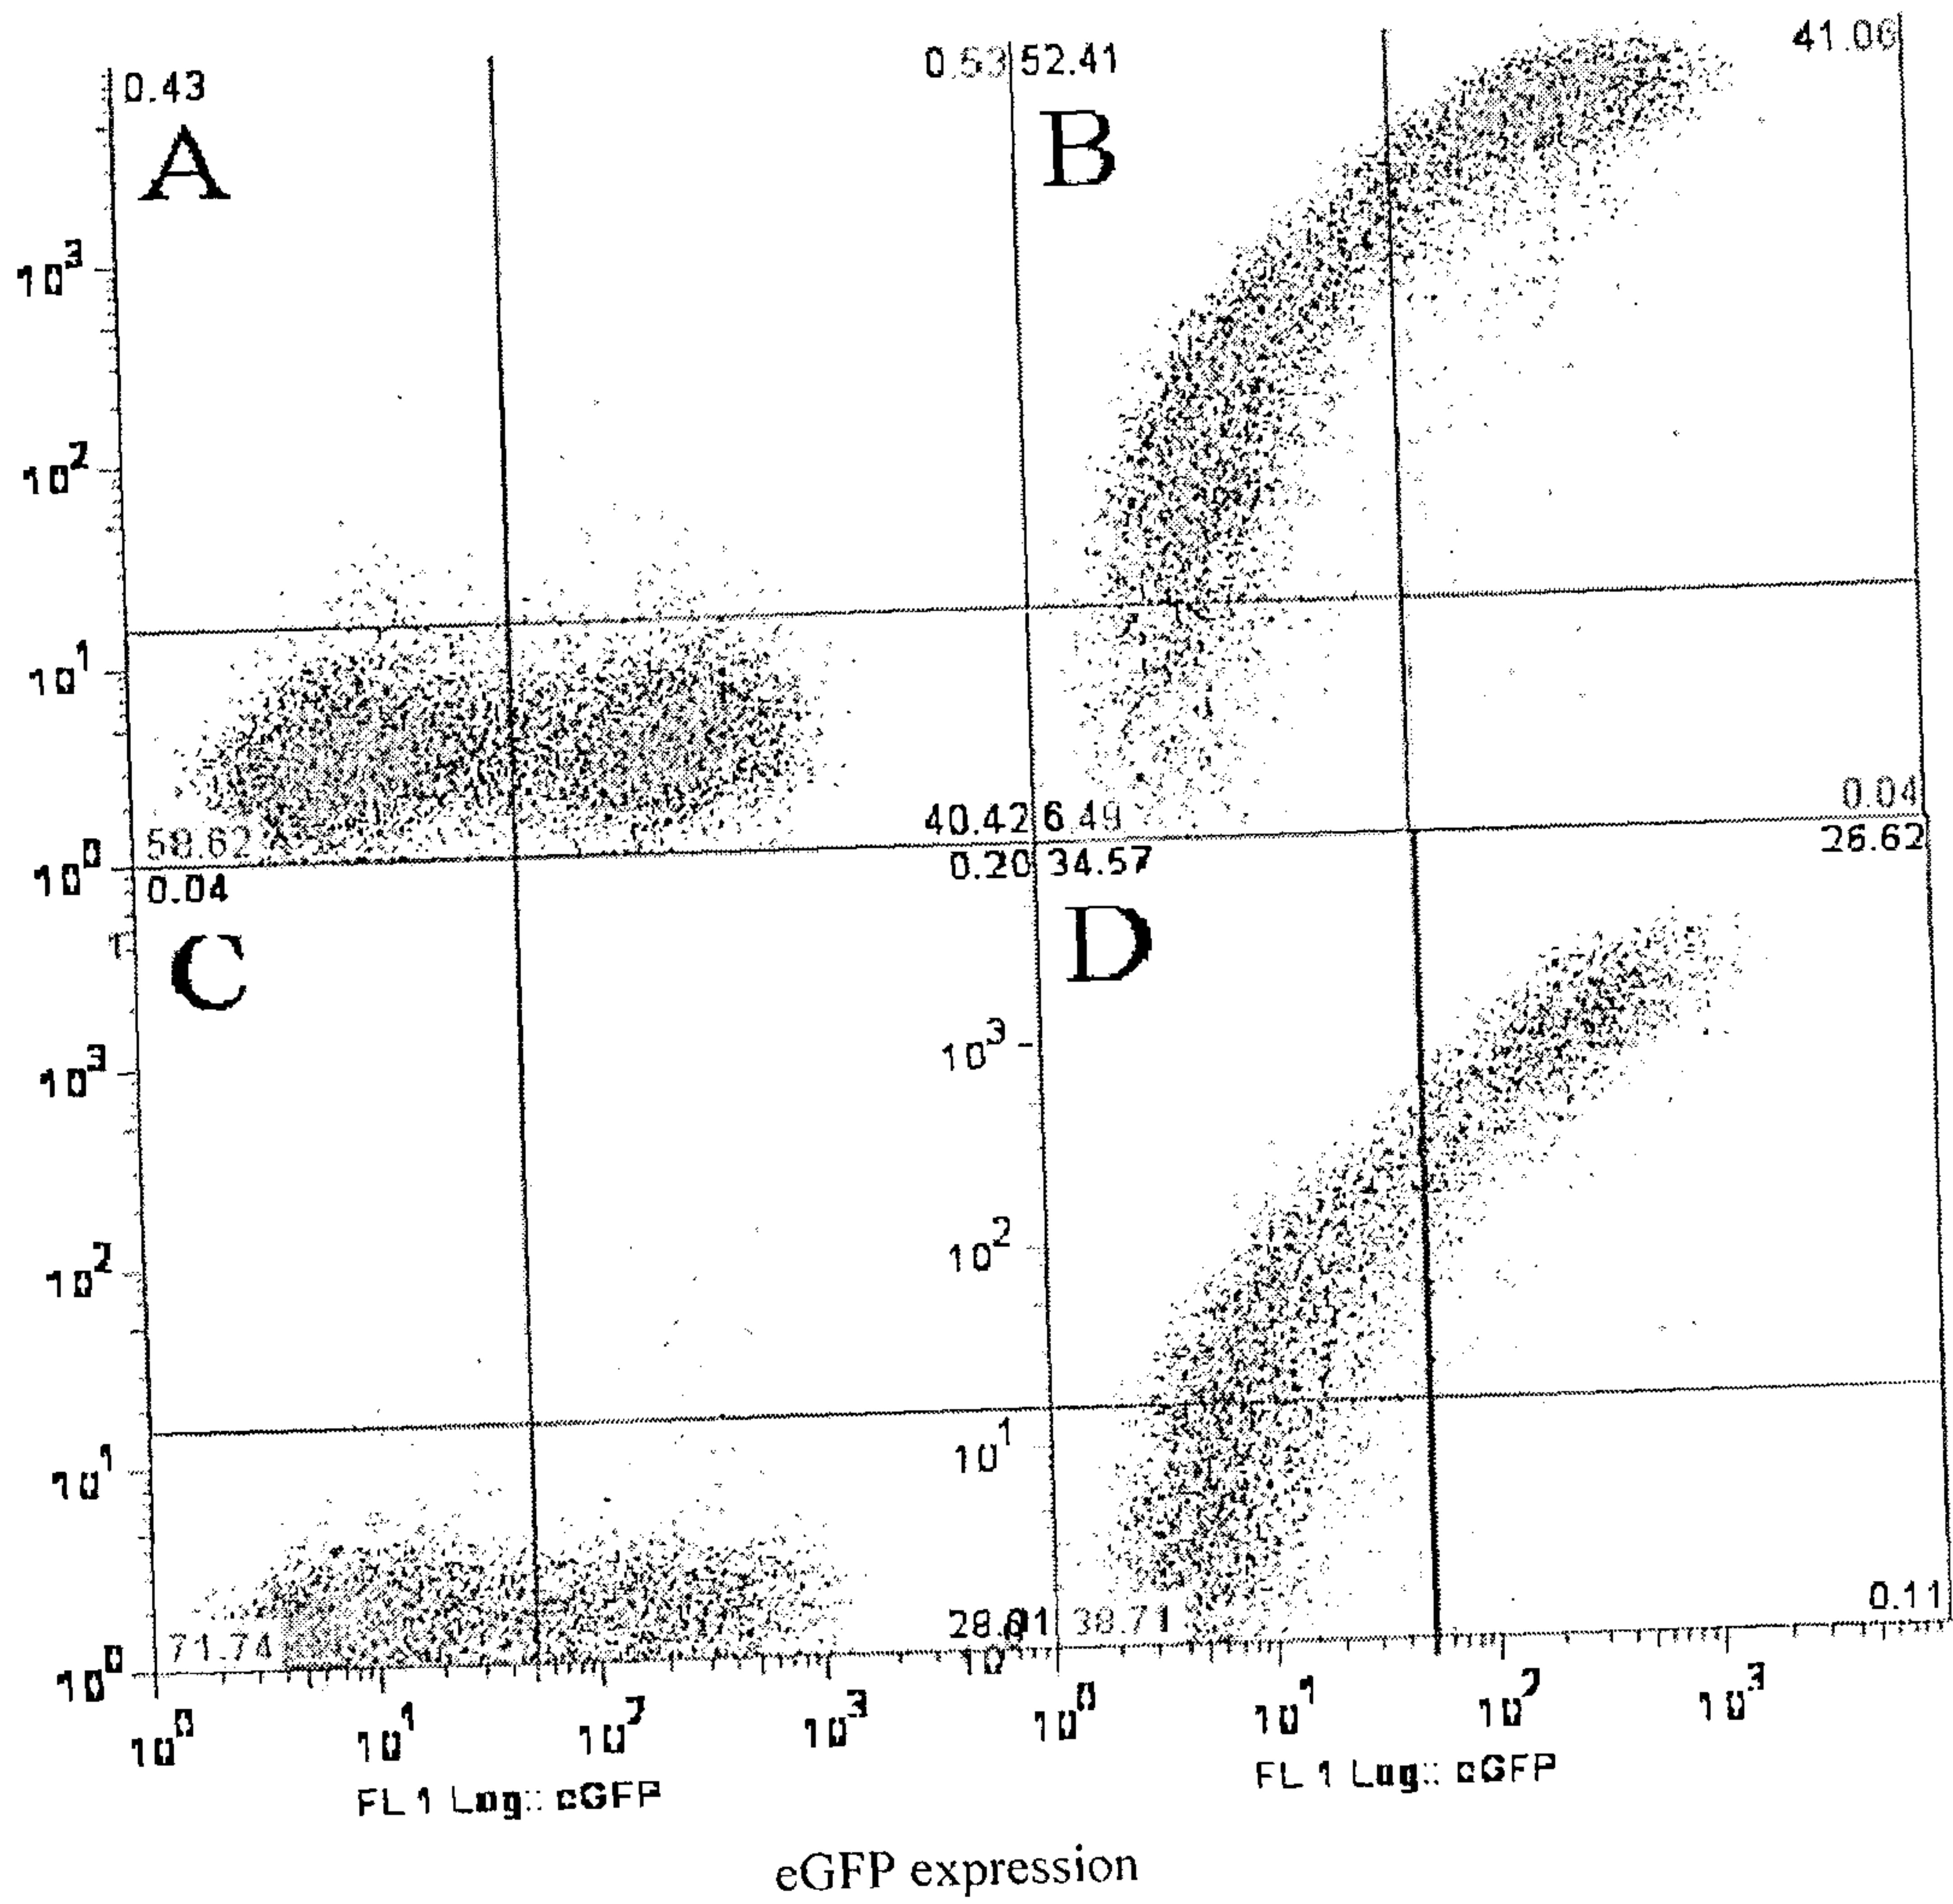 0.43
0.53 52.41
41.06
A
B
10³
10²
10¹
10⁰
58.62
40.42 6.49
0.04
0.04
0.20 34.57
26.62
C
D
10³
10³
10²
10²
10¹
10¹
10⁰
71.74
38.71
0.11
10⁰ 10¹ 10² 10³
10⁰ 10¹ 10² 10³
FL 1 Log:: eGFP
FL 1 Log:: eGFP
eGFP expression